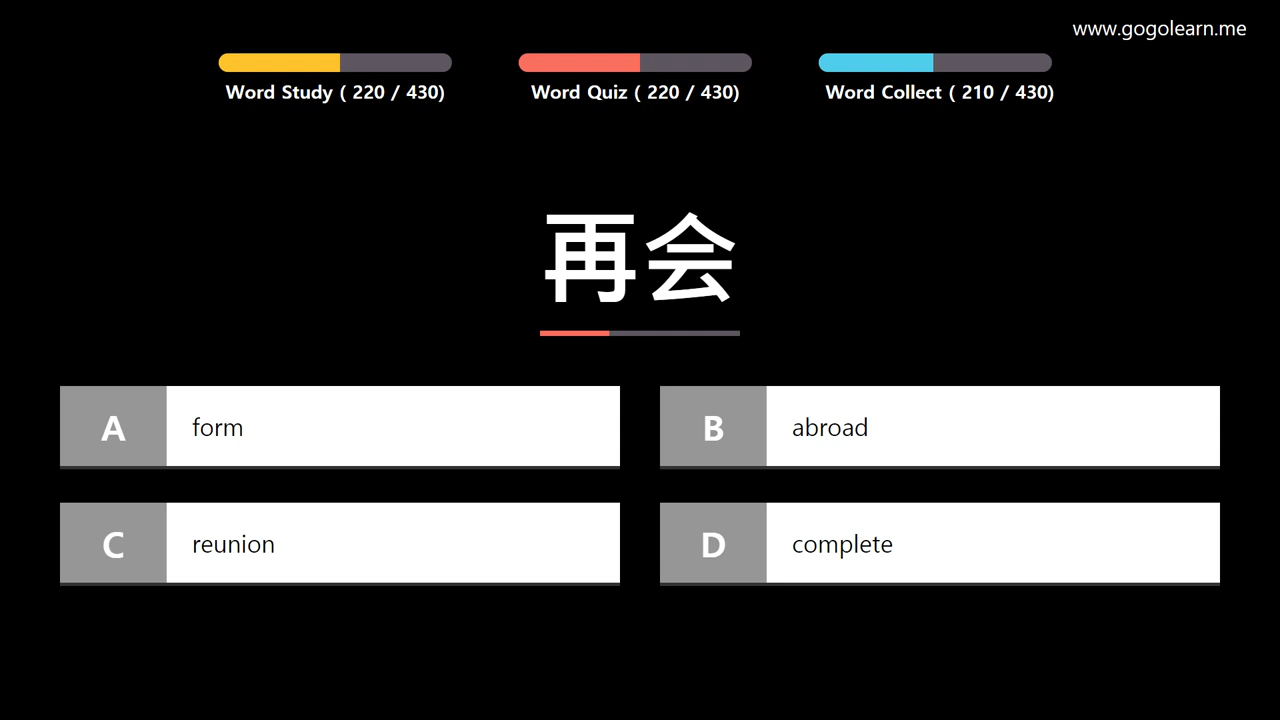 www.gogolearn.me
Word Study ( 220 / 430)
Word Quiz ( 220 / 430)
Word Collect ( 210 / 430)
再会
A form
B abroad
C reunion
D complete